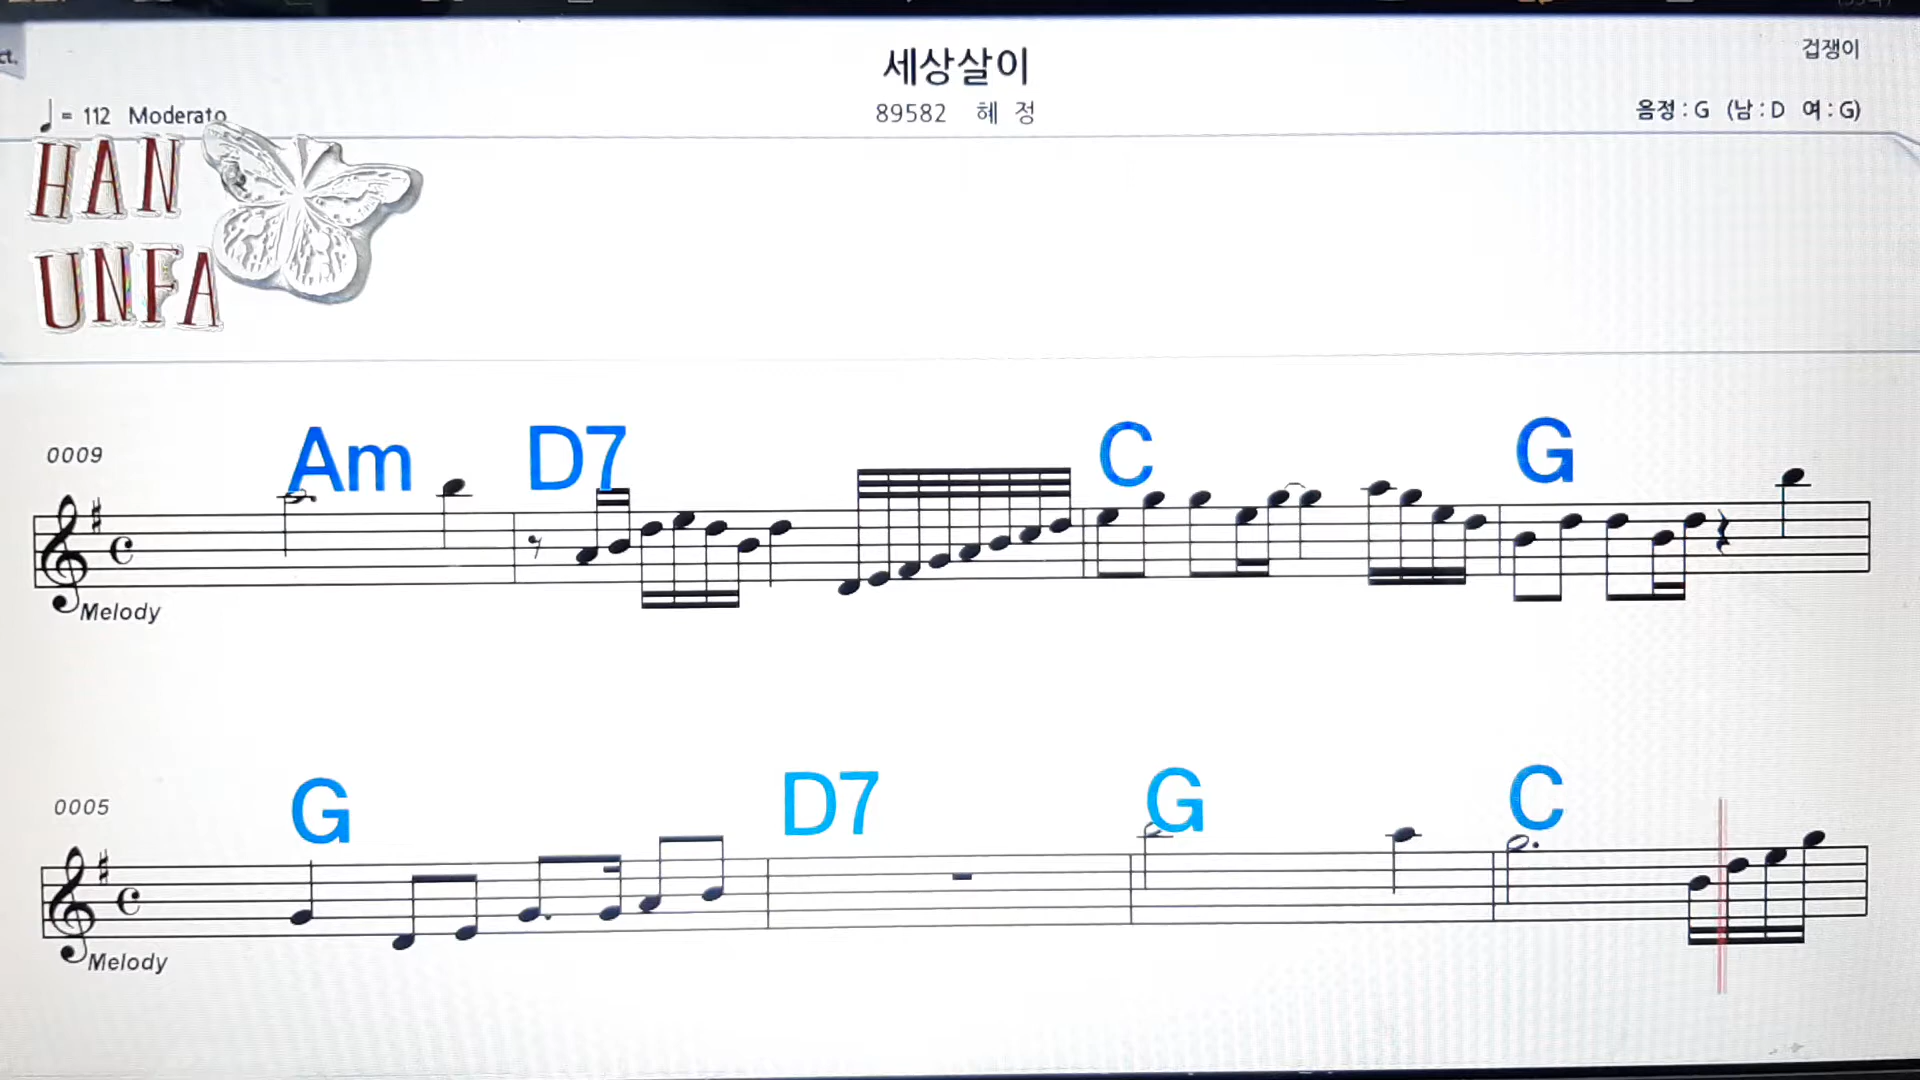 ct.
세상살이
겁쟁이
= 112 Moderato
89582 혜 정
음정 : G (남 : D 여 : G)
HAN
UNFA
0009
Am D7 C G
Melody
0005
G D7 G C
Melody